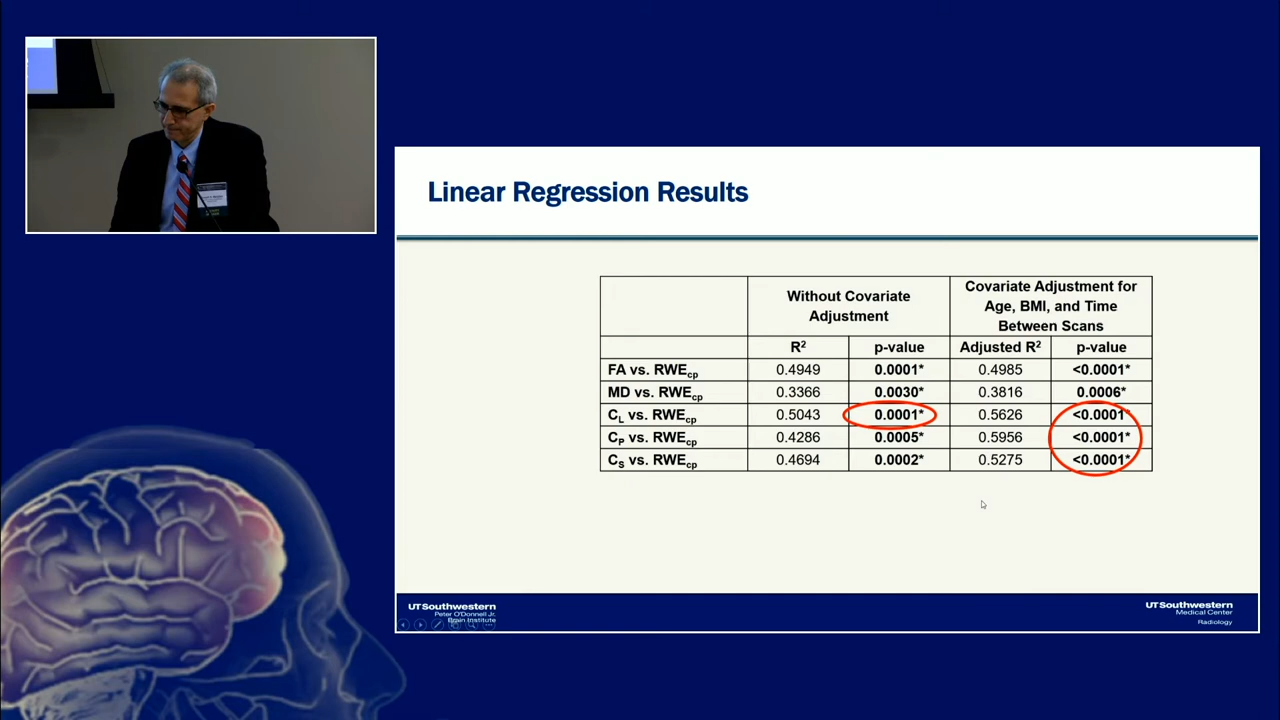 Linear Regression Results
Without Covariate
Adjustment
Covariate Adjustment for
Age, BMI, and Time
Between Scans
R² p-value Adjusted R² p-value
FA vs. RWEcp 0.4949 0.0001* 0.4985 <0.0001*
MD vs. RWEcp 0.3366 0.0030* 0.3816 0.0006*
CL vs. RWEcp 0.5043 0.0001* 0.5626 <0.0001*
CP vs. RWEcp 0.4286 0.0005* 0.5956 <0.0001*
CS vs. RWEcp 0.4694 0.0002* 0.5275 <0.0001*
UTSouthwestern
Peter O'Donnell Jr.
Brain Institute
UTSouthwestern
Medical Center
Radiology